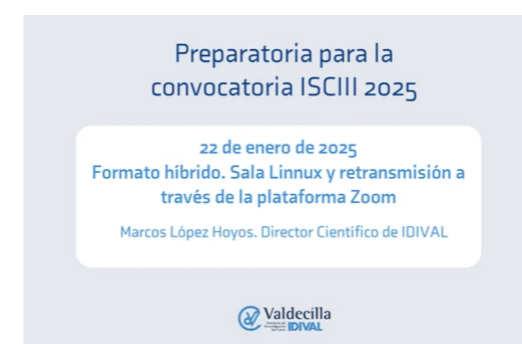 Preparatoria para la
convocatoria ISCIII 2025
22 de enero de 2025
Formato híbrido. Sala Linnux y retransmisión a
través de la plataforma Zoom
Marcos López Hoyos. Director Científico de IDIVAL
Valdecilla
IDIVAL